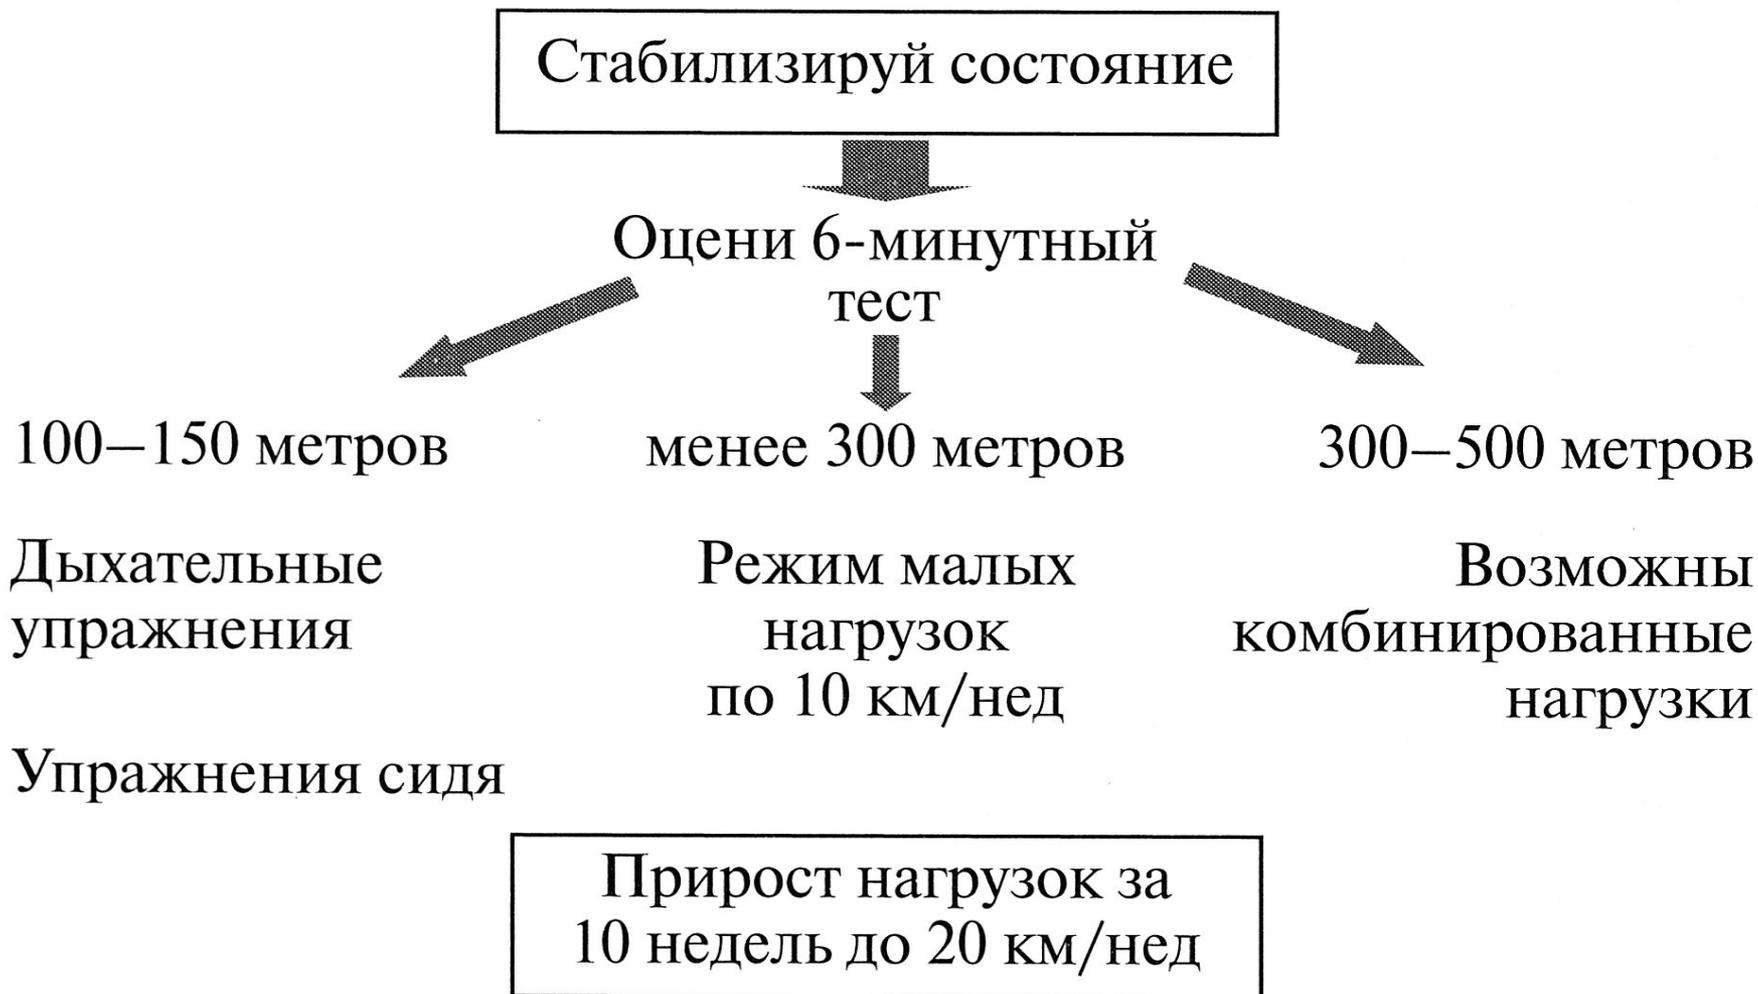 Стабилизируй состояние
Оцени 6-минутный
тест
100–150 метров
менее 300 метров
300–500 метров
Дыхательные
упражнения
Упражнения сидя
Режим малых
нагрузок
по 10 км/нед
Возможны
комбинированные
нагрузки
Прирост нагрузок за
10 недель до 20 км/нед